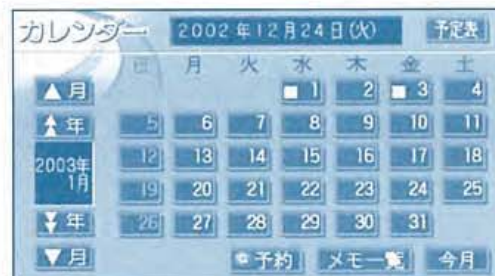 カレンダー 2002年12月24日(火) 予定表
日 月 火 水 木 金 土
▲月 1 2 3 4
年 5 6 7 8 9 10 11
2003年 1月 12 13 14 15 16 17 18
19 20 21 22 23 24 25
年 26 27 28 29 30 31
▼月 予約 メモ一覧 今月